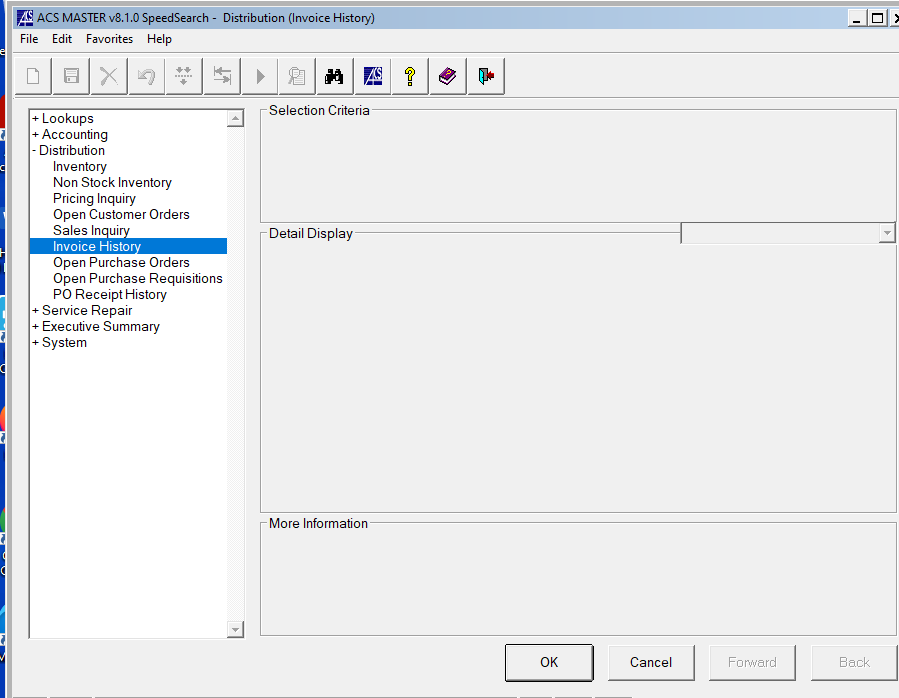 ACS MASTER v8.1.0 SpeedSearch - Distribution (Invoice History)
File Edit Favorites Help
+ Lookups
+ Accounting
- Distribution
Inventory
Non Stock Inventory
Pricing Inquiry
Open Customer Orders
Sales Inquiry
Invoice History
Open Purchase Orders
Open Purchase Requisitions
PO Receipt History
+ Service Repair
+ Executive Summary
+ System
Selection Criteria
Detail Display
More Information
OK Cancel Forward Back